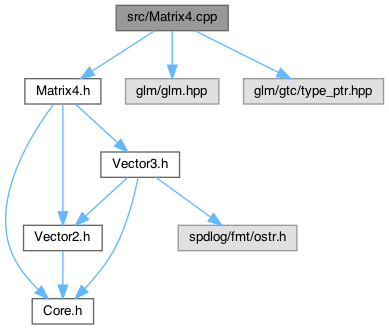 src/Matrix4.cpp
Matrix4.h
glm/glm.hpp
glm/gtc/type_ptr.hpp
Vector3.h
Vector2.h
spdlog/fmt/ostr.h
Core.h